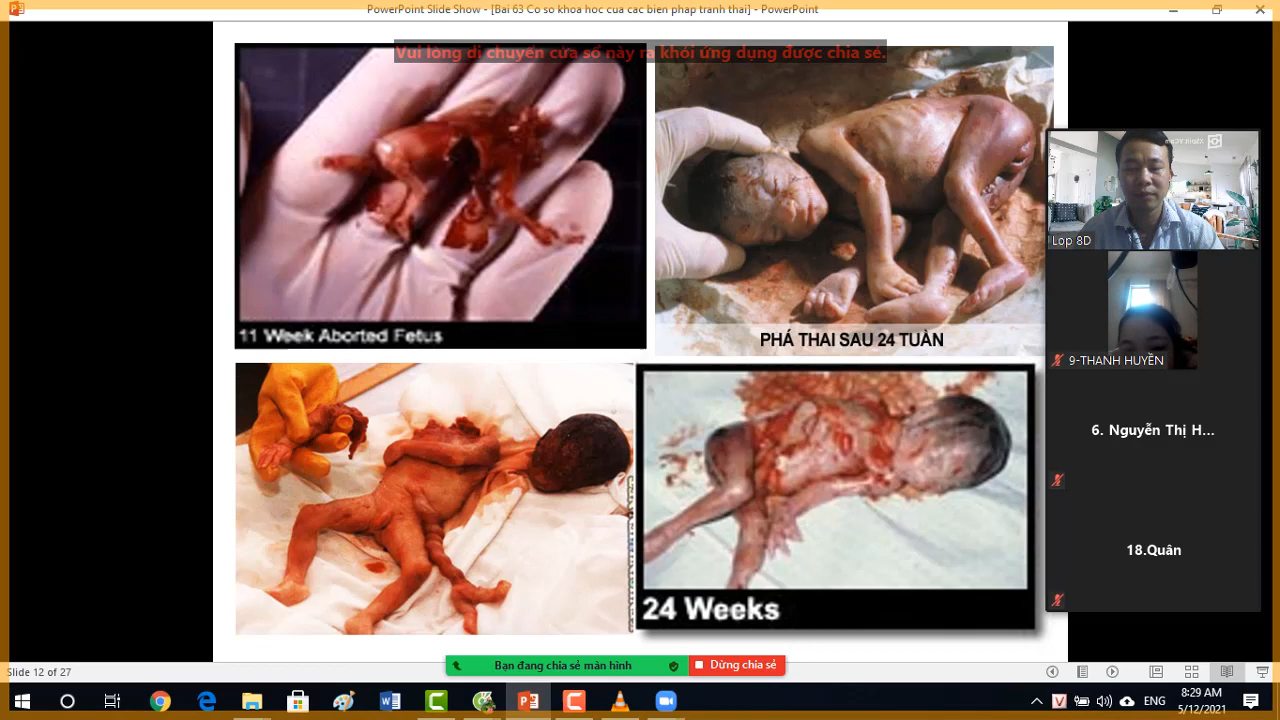 PowerPoint Slide Show - [Bai 63 Co so khoa hoc cua cac bien phap tranh thai] - PowerPoint
Vui lòng di chuyển cửa sổ này ra khỏi ứng dụng được chia sẻ.
11 Week Aborted Fetus
PHÁ THAI SAU 24 TUẦN
24 Weeks
Lop 8D
9-THANH HUYỀN
6. Nguyễn Thị H...
18.Quân
Bạn đang chia sẻ màn hình
Dừng chia sẻ
Slide 12 of 27
ENG
8:29 AM
5/12/2021